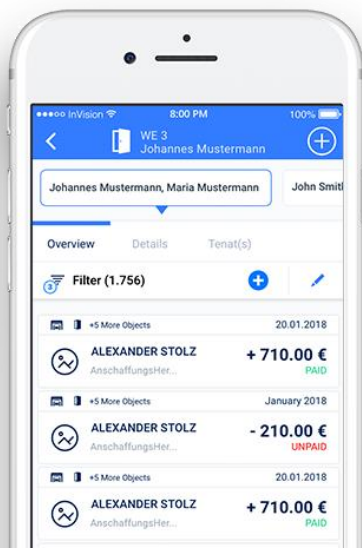 InVision 8:00 PM 100%
WE 3
Johannes Mustermann
Johannes Mustermann, Maria Mustermann John Smit
Overview Details Tenat(s)
3 Filter (1.756)
+5 More Objects 20.01.2018
ALEXANDER STOLZ + 710.00 €
AnschaffungsHer... PAID
+5 More Objects January 2018
ALEXANDER STOLZ - 210.00 €
AnschaffungsHer... UNPAID
+5 More Objects 20.01.2018
ALEXANDER STOLZ + 710.00 €
AnschaffungsHer... PAID